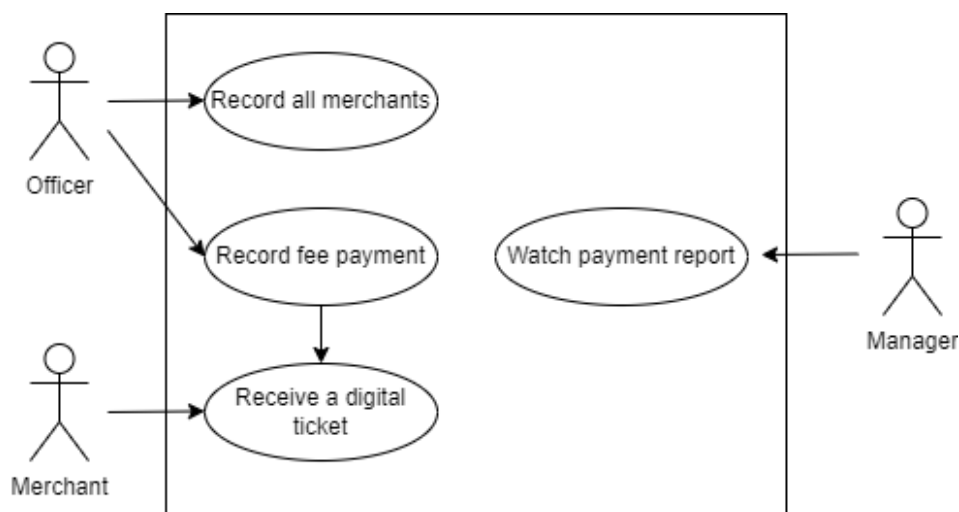 Record all merchants
Officer
Record fee payment
Watch payment report
Manager
Receive a digital
ticket
Merchant